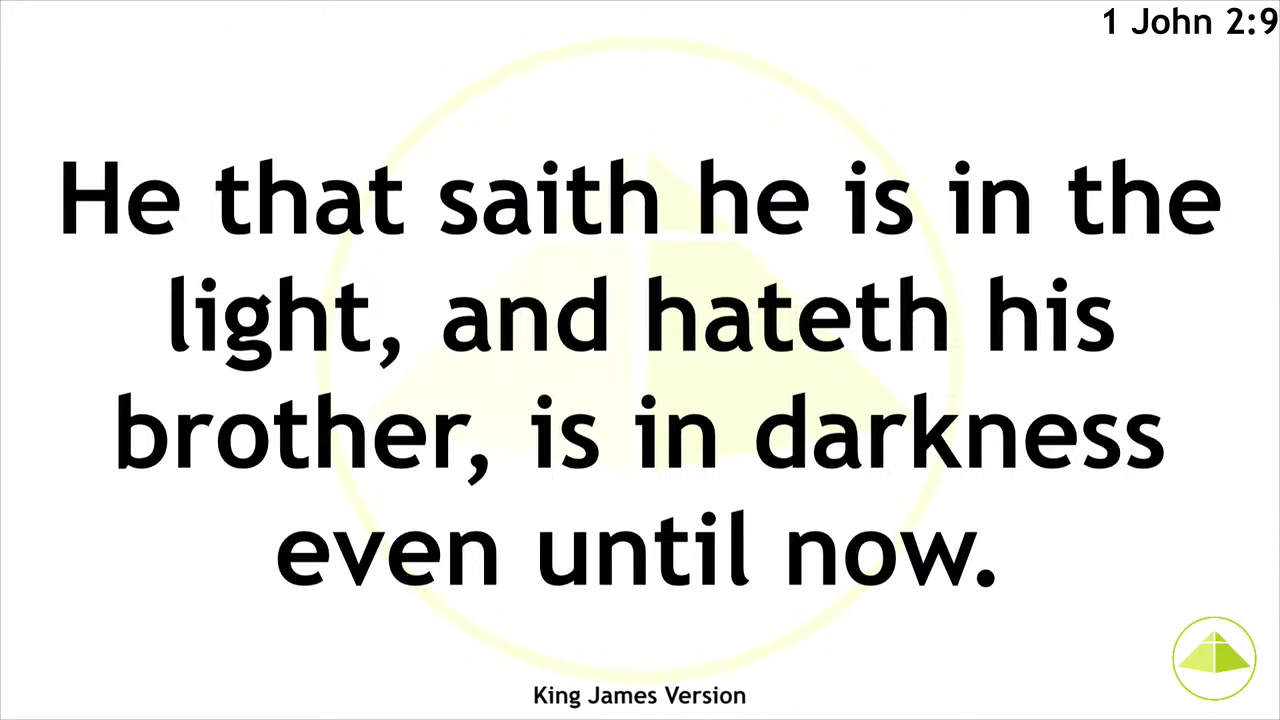 1 John 2:9
He that saith he is in the
light, and hateth his
brother, is in darkness
even until now.
King James Version